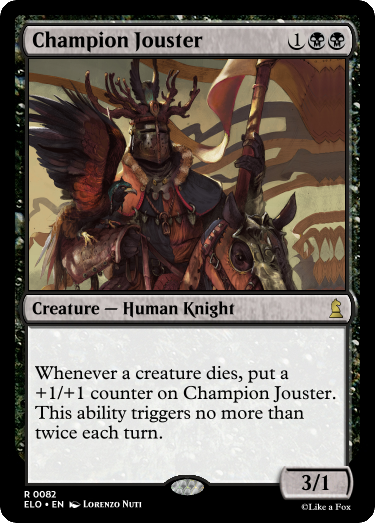 Champion Jouster 1
Creature — Human Knight
Whenever a creature dies, put a
+1/+1 counter on Champion Jouster.
This ability triggers no more than
twice each turn.
3/1
R 0082
ELO • EN Lorenzo Nuti
©Like a Fox